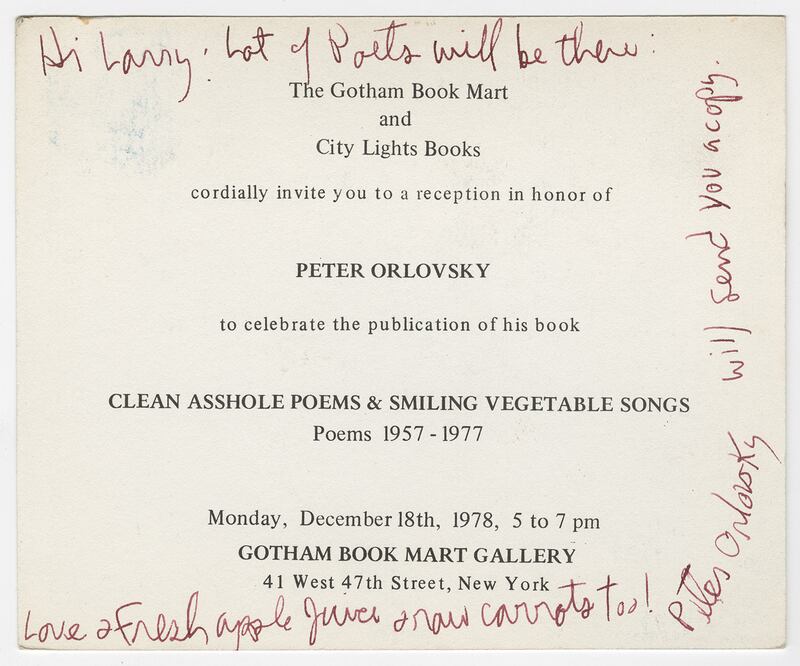 Hi Larry! Lot of Poets will be there:
The Gotham Book Mart
and
City Lights Books
cordially invite you to a reception in honor of
PETER ORLOVSKY
to celebrate the publication of his book
CLEAN ASSHOLE POEMS & SMILING VEGETABLE SONGS
Poems 1957 - 1977
Monday, December 18th, 1978, 5 to 7 pm
GOTHAM BOOK MART GALLERY
41 West 47th Street, New York
Love & Fresh apple Juice & raw carrots too!
Peter Orlovsky will send you a copy.